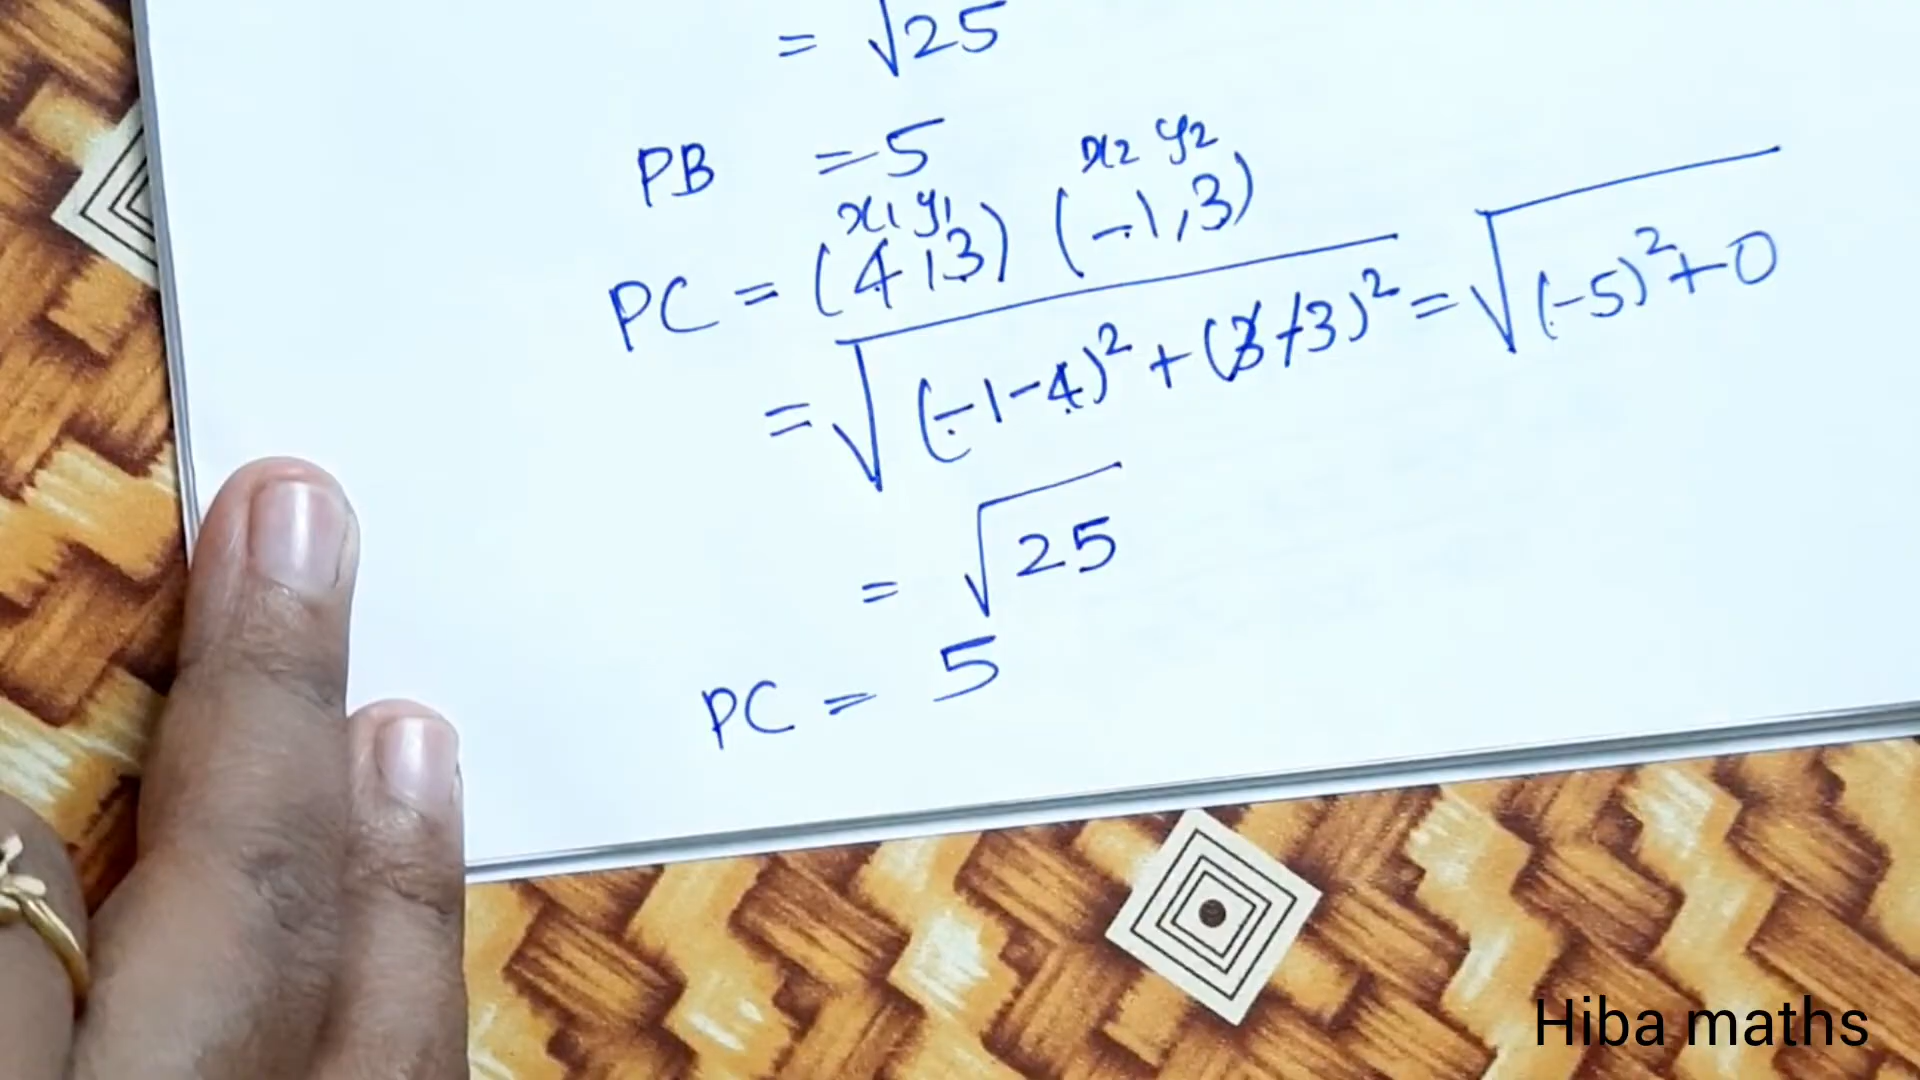 = √25
PB = 5
x1 y1 x2 y2
PC = (4,3) (-1,3)
= √(-1-4)² + (3-3)² = √(-5)² + 0
= √25
PC = 5
Hiba maths